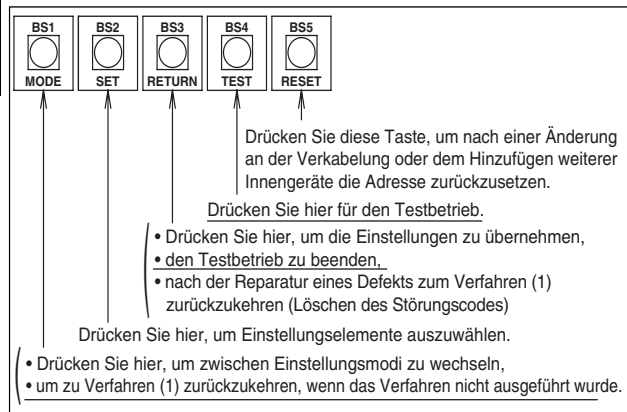 BS1 BS2 BS3 BS4 BS5
MODE SET RETURN TEST RESET
Drücken Sie diese Taste, um nach einer Änderung
an der Verkabelung oder dem Hinzufügen weiterer
Innengeräte die Adresse zurückzusetzen.
Drücken Sie hier für den Testbetrieb.
• Drücken Sie hier, um die Einstellungen zu übernehmen,
• den Testbetrieb zu beenden,
• nach der Reparatur eines Defekts zum Verfahren (1)
zurückzukehren (Löschen des Störungscodes)
Drücken Sie hier, um Einstellungselemente auszuwählen.
• Drücken Sie hier, um zwischen Einstellungsmodi zu wechseln,
• um zu Verfahren (1) zurückzukehren, wenn das Verfahren nicht ausgeführt wurde.